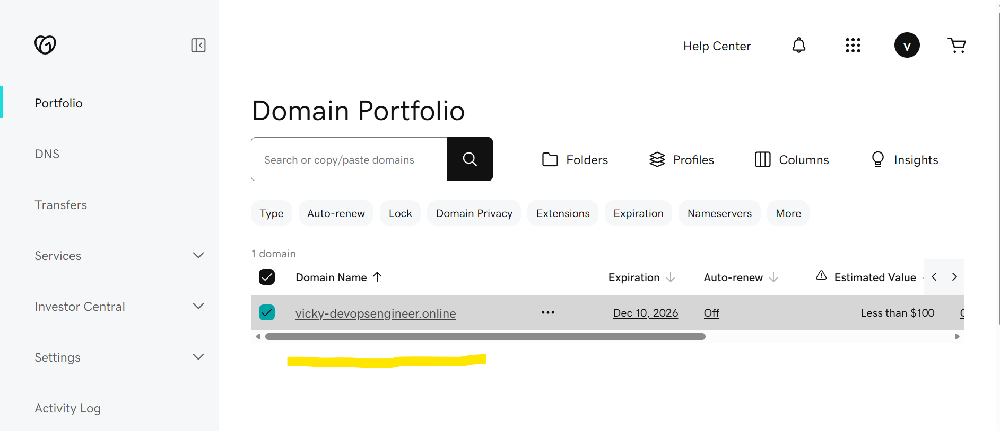 Help Center
V
Portfolio
DNS
Transfers
Services
Investor Central
Settings
Activity Log
Domain Portfolio
Search or copy/paste domains
Folders
Profiles
Columns
Insights
Type
Auto-renew
Lock
Domain Privacy
Extensions
Expiration
Nameservers
More
1 domain
Domain Name
Expiration
Auto-renew
Estimated Value
vicky-devopsengineer.online
Dec 10, 2026
Off
Less than $100